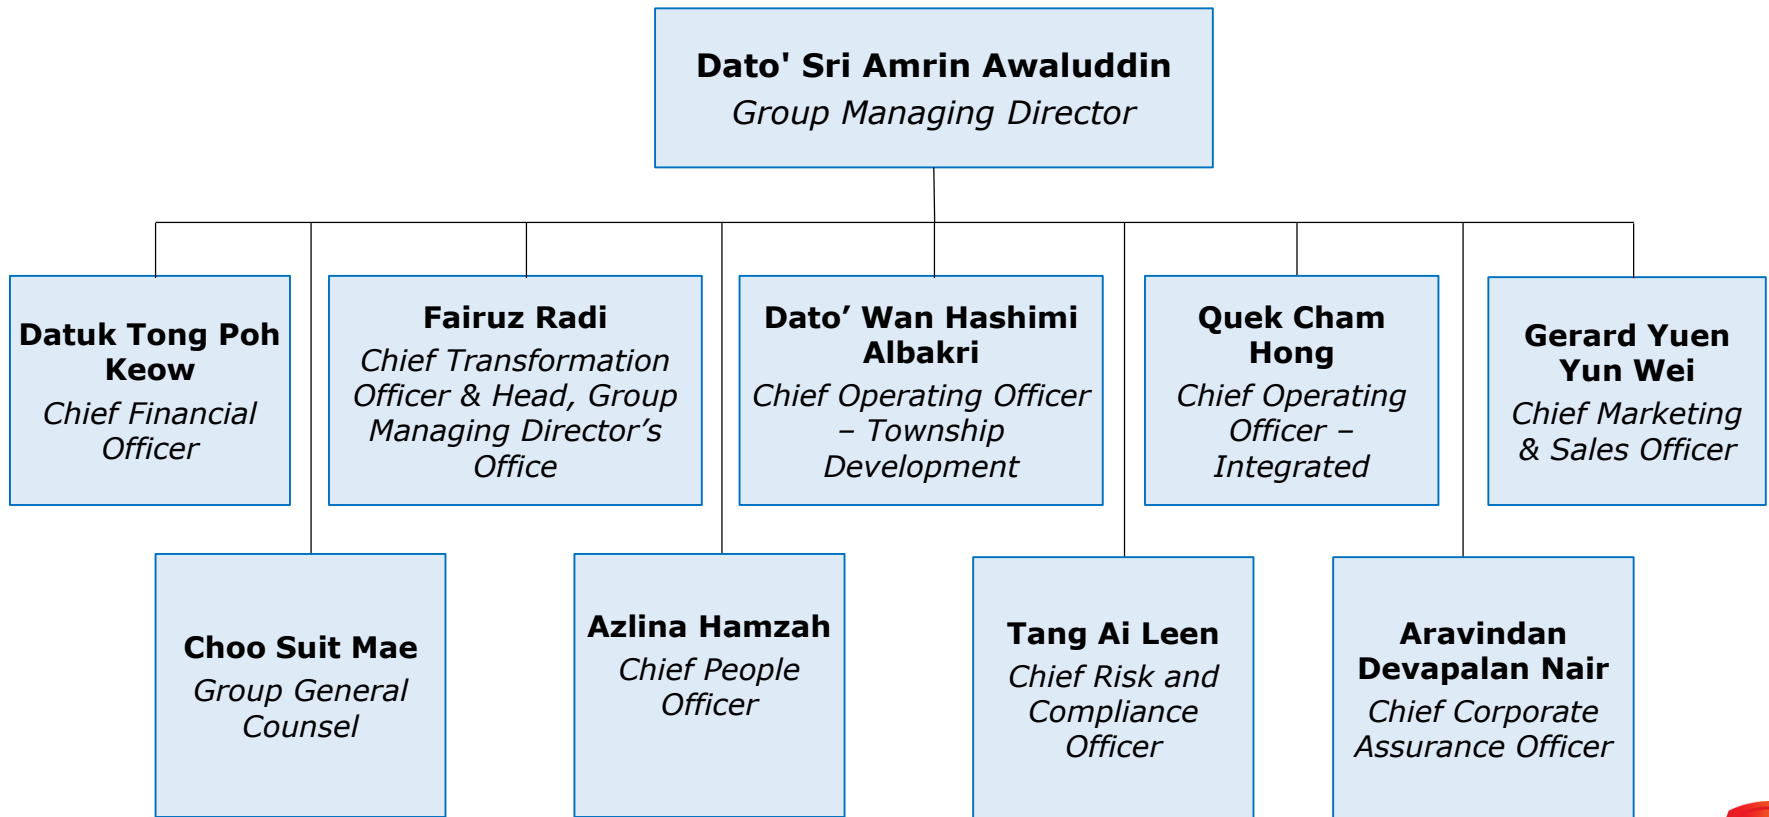 Dato' Sri Amrin Awaluddin
Group Managing Director
Datuk Tong Poh
Keow
Chief Financial
Officer
Fairuz Radi
Chief Transformation
Officer & Head, Group
Managing Director’s
Office
Dato’ Wan Hashimi
Albakri
Chief Operating Officer
– Township
Development
Quek Cham
Hong
Chief Operating
Officer –
Integrated
Gerard Yuen
Yun Wei
Chief Marketing
& Sales Officer
Choo Suit Mae
Group General
Counsel
Azlina Hamzah
Chief People
Officer
Tang Ai Leen
Chief Risk and
Compliance
Officer
Aravindan
Devapalan Nair
Chief Corporate
Assurance Officer